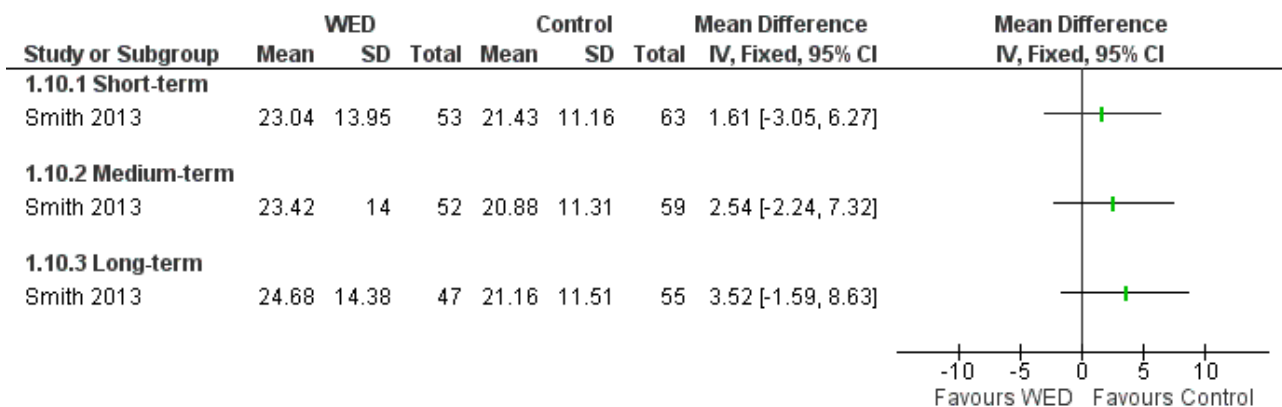 WED Control Mean Difference Mean Difference
Study or Subgroup Mean SD Total Mean SD Total IV, Fixed, 95% CI IV, Fixed, 95% CI
1.10.1 Short-term
Smith 2013 23.04 13.95 53 21.43 11.16 63 1.61 [-3.05, 6.27]
1.10.2 Medium-term
Smith 2013 23.42 14 52 20.88 11.31 59 2.54 [-2.24, 7.32]
1.10.3 Long-term
Smith 2013 24.68 14.38 47 21.16 11.51 55 3.52 [-1.59, 8.63]
-10 -5 0 5 10
Favours WED Favours Control